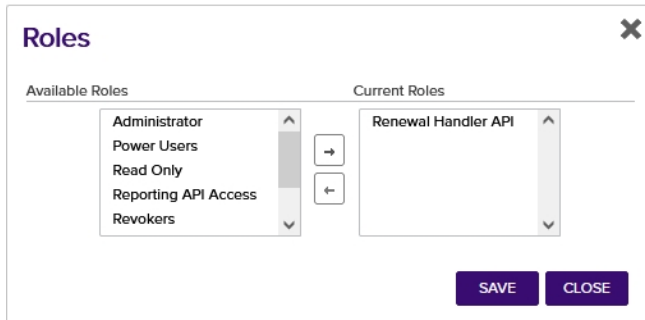 Roles
Available Roles
Current Roles
Administrator
Power Users
Read Only
Reporting API Access
Revokers
Renewal Handler API
SAVE
CLOSE